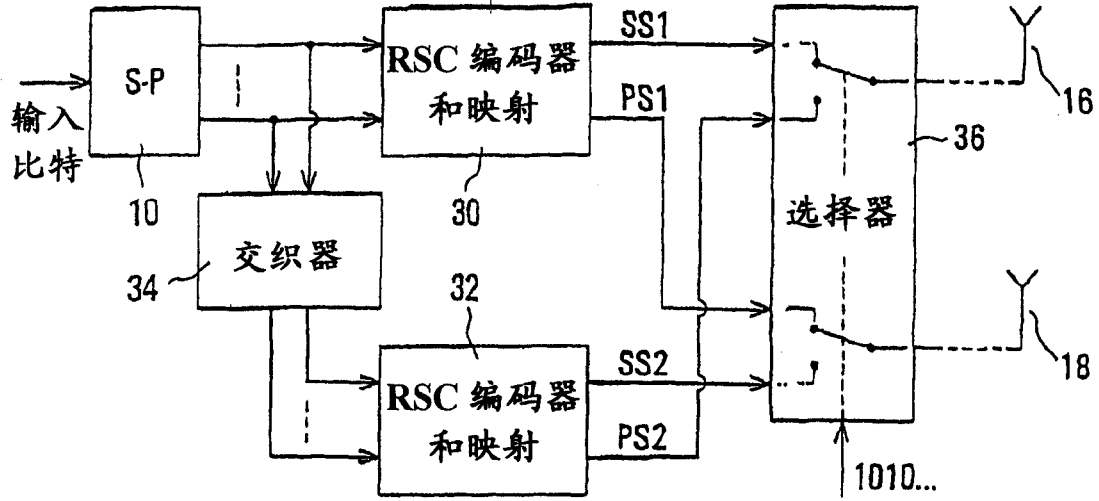 S-P
输入
比特
10
RSC 编码器
和映射
30
SS1
PS1
16
36
选择器
交织器
34
32
RSC 编码器
和映射
SS2
PS2
18
1010...